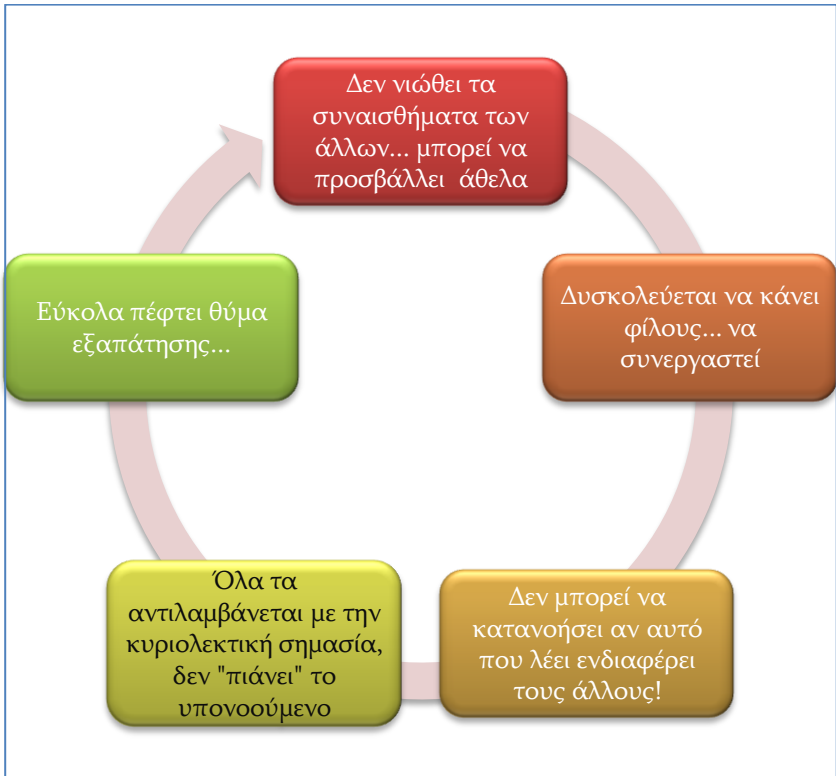 Δεν νιώθει τα
συναισθήματα των
άλλων... μπορεί να
προσβάλλει άθελα
Δυσκολεύεται να κάνει
φίλους... να
συνεργαστεί
Δεν μπορεί να
κατανοήσει αν αυτό
που λέει ενδιαφέρει
τους άλλους!
Όλα τα
αντιλαμβάνεται με την
κυριολεκτική σημασία,
δεν "πιάνει" το
υπονοούμενο
Εύκολα πέφτει θύμα
εξαπάτησης...